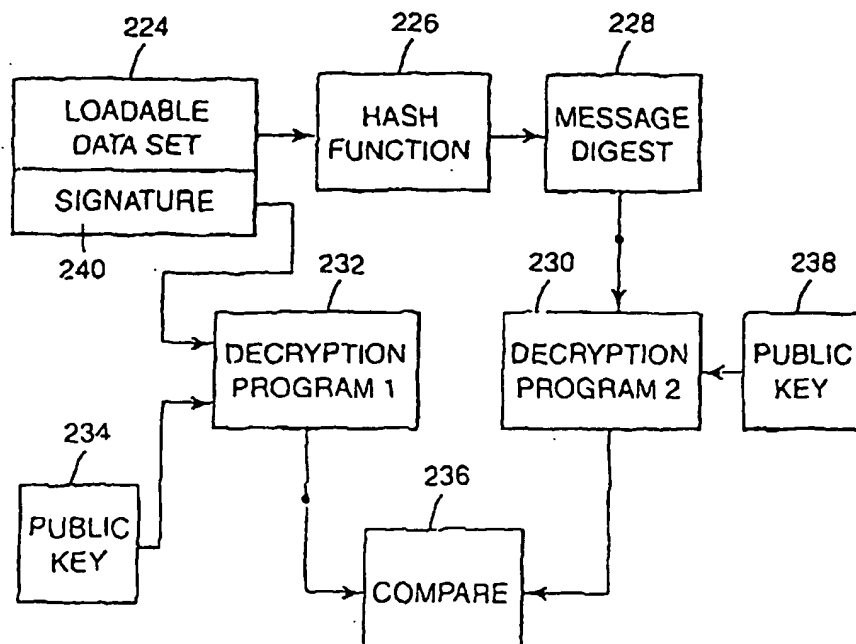 224
226
228
LOADABLE
DATA SET
HASH
FUNCTION
MESSAGE
DIGEST
SIGNATURE
240
232
230
238
DECRYPTION
PROGRAM 1
DECRYPTION
PROGRAM 2
PUBLIC
KEY
234
236
PUBLIC
KEY
COMPARE